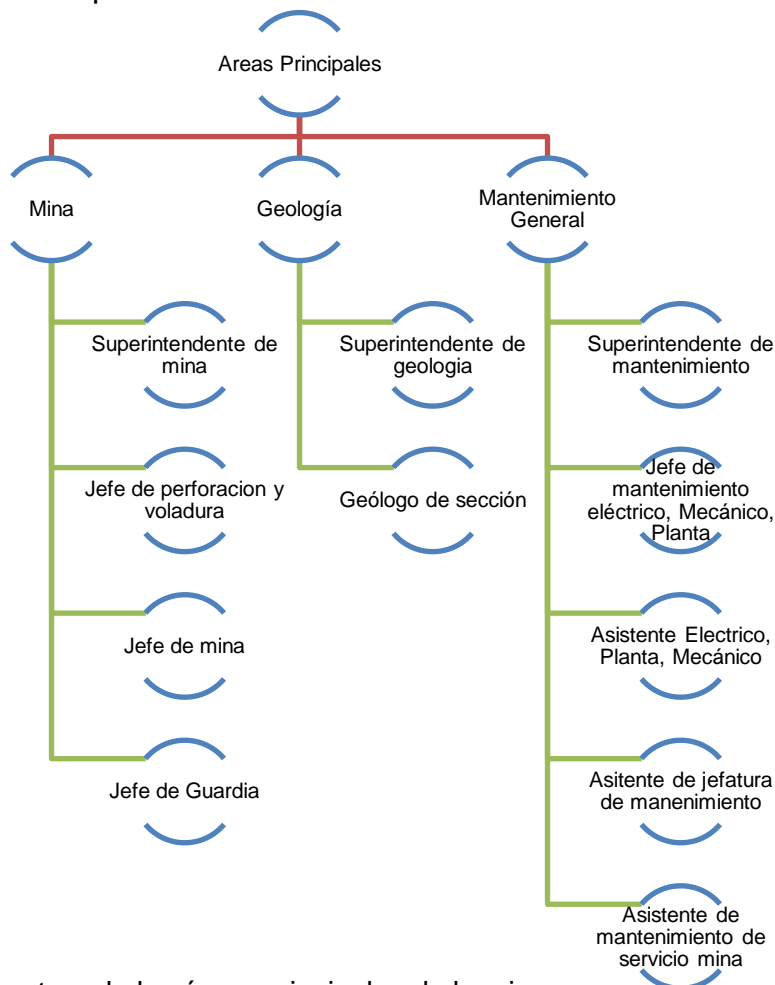 Areas Principales
Mina
Geología
Mantenimiento
General
Superintendente de
mina
Superintendente de
geologia
Superintendente de
mantenimiento
Jefe de perforacion y
voladura
Geólogo de sección
Jefe de
mantenimiento
eléctrico, Mecánico,
Planta
Jefe de mina
Asistente Electrico,
Planta, Mecánico
Jefe de Guardia
Asitente de jefatura
de manenimiento
Asistente de
mantenimiento de
servicio mina